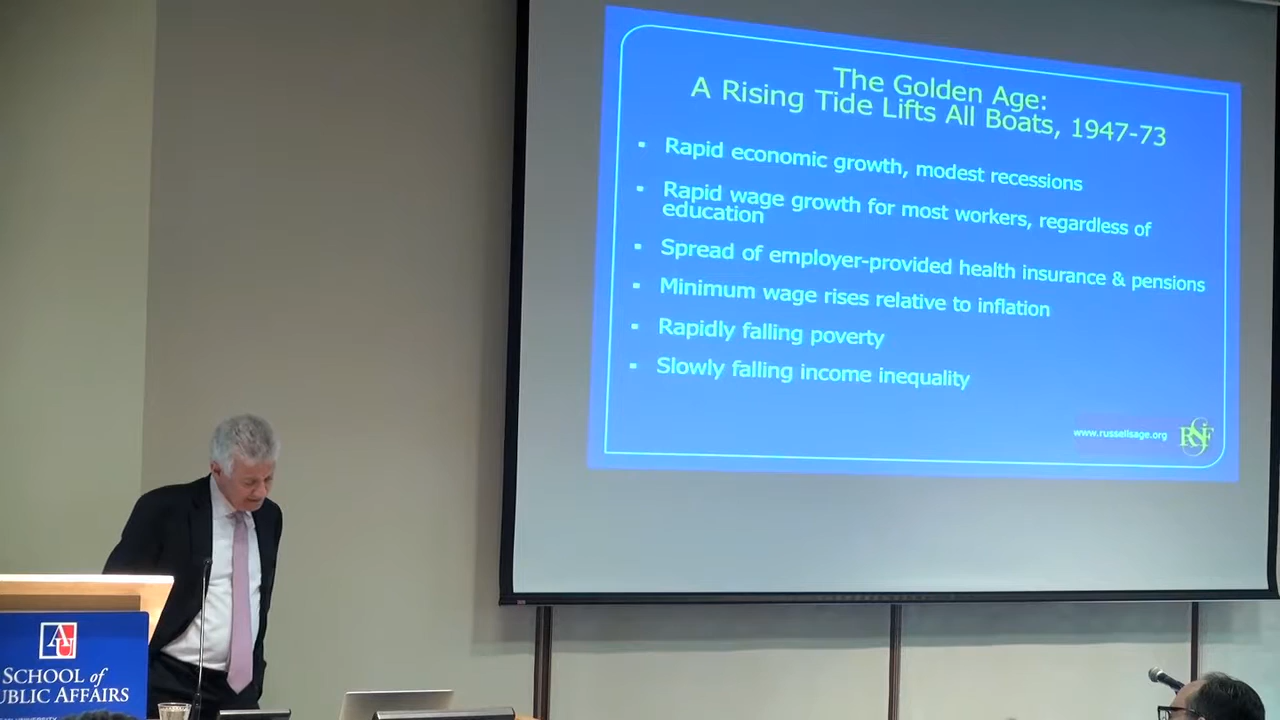 The Golden Age:
A Rising Tide Lifts All Boats, 1947-73
▪ Rapid economic growth, modest recessions
▪ Rapid wage growth for most workers, regardless of
education
▪ Spread of employer-provided health insurance & pensions
▪ Minimum wage rises relative to inflation
▪ Rapidly falling poverty
▪ Slowly falling income inequality
www.russellsage.org
RSF
AU
SCHOOL of
PUBLIC AFFAIRS